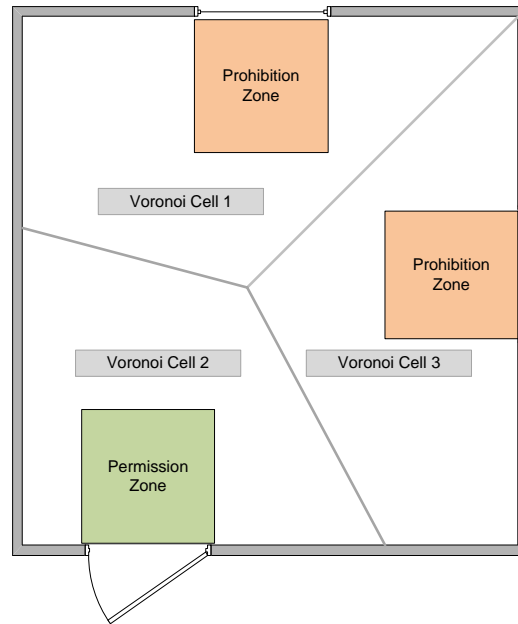 Prohibition
Zone
Voronoi Cell 1
Prohibition
Zone
Voronoi Cell 2
Voronoi Cell 3
Permission
Zone